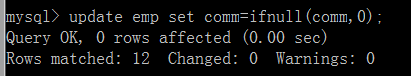 mysql> update emp set comm=ifnull(comm,0);
Query OK, 0 rows affected (0.00 sec)
Rows matched: 12  Changed: 0  Warnings: 0